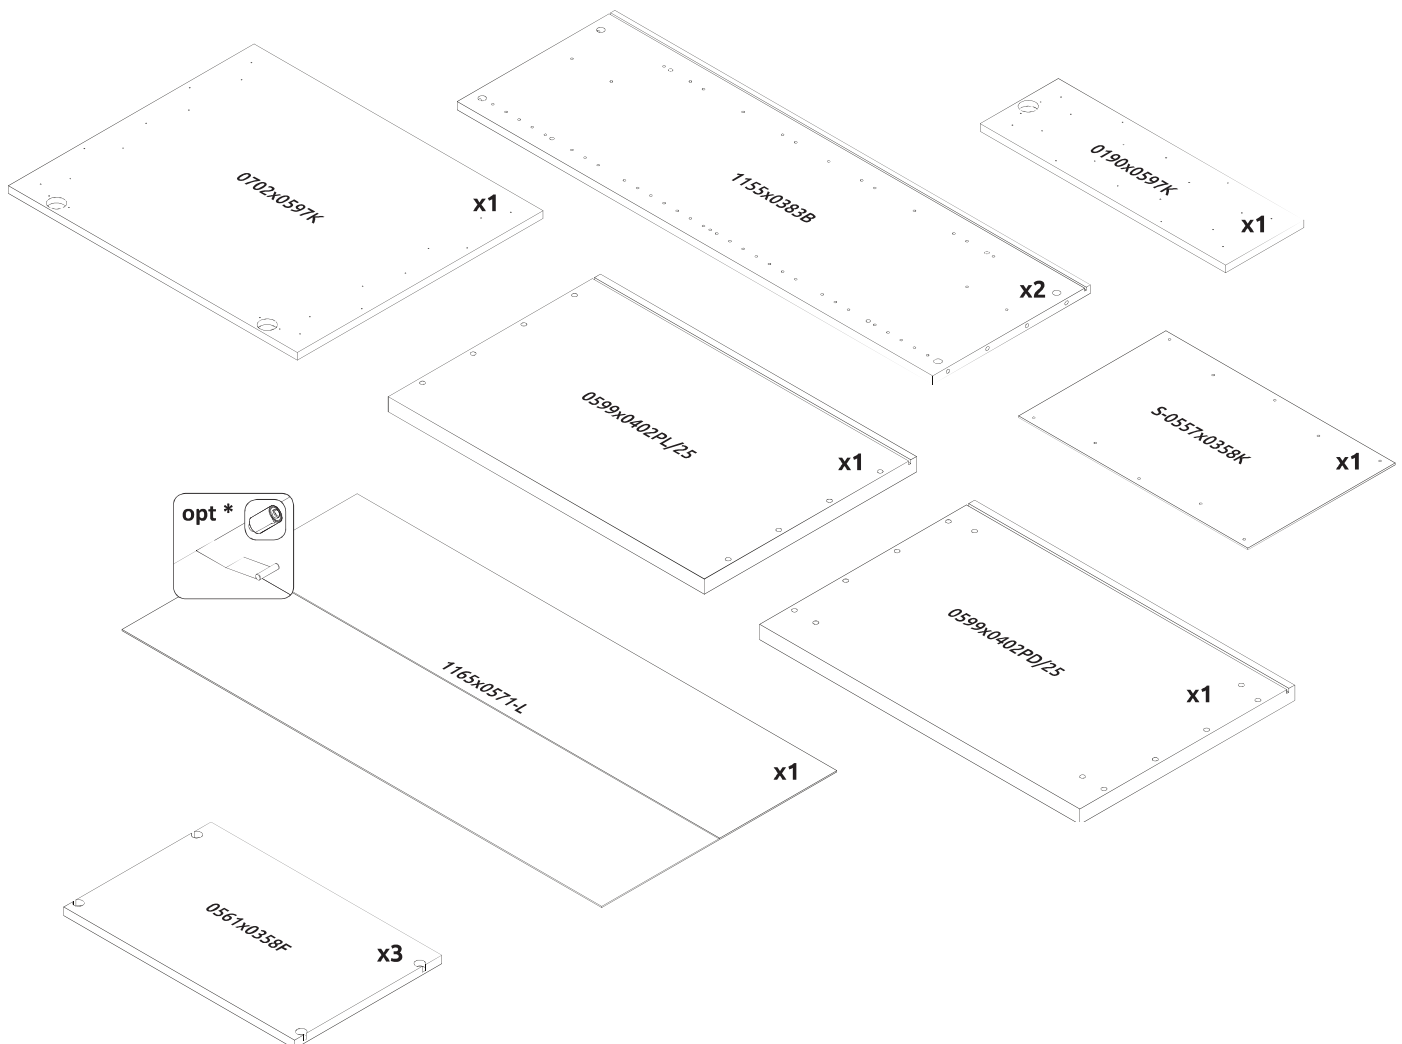 0702x0597K
x1
1155x0383B
x2
0190x0597K
x1
0599x0402PL/25
x1
S-0557x0358K
x1
opt *
1165x0571-L
x1
0599x0402PD/25
x1
0561x0358F
x3